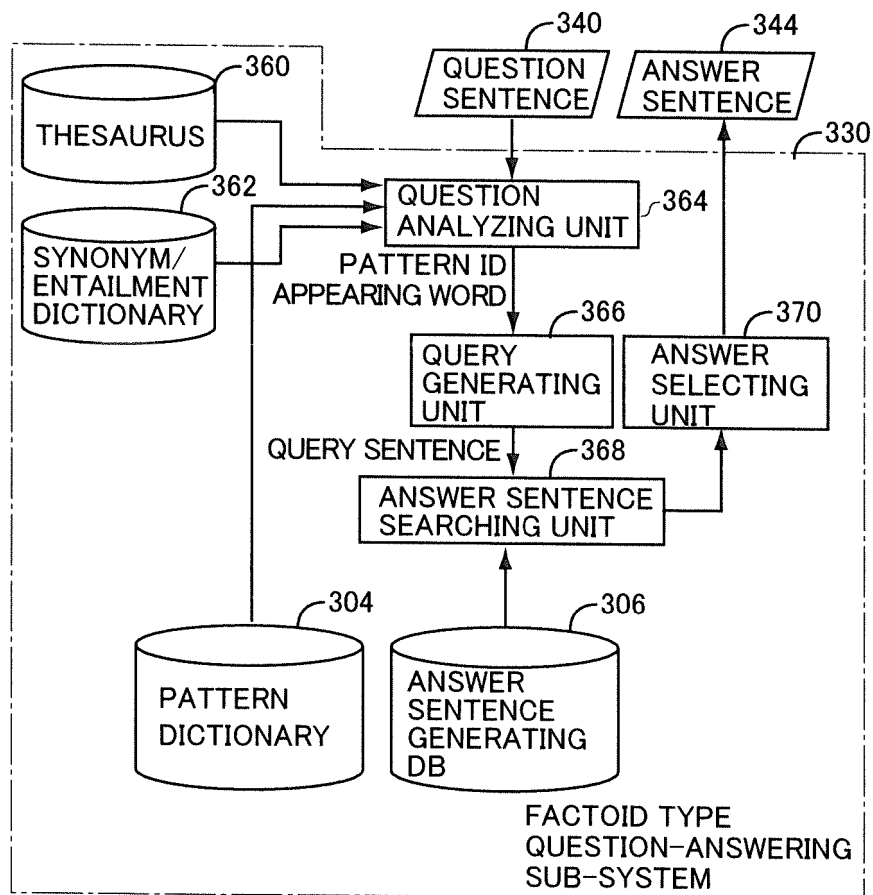 340
344
360
QUESTION
SENTENCE
ANSWER
SENTENCE
THESAURUS
330
362
QUESTION
ANALYZING UNIT
364
SYNONYM/
ENTAILMENT
DICTIONARY
PATTERN ID
APPEARING WORD
366
370
QUERY
GENERATING
UNIT
ANSWER
SELECTING
UNIT
QUERY SENTENCE
368
ANSWER SENTENCE
SEARCHING UNIT
304
306
PATTERN
DICTIONARY
ANSWER
SENTENCE
GENERATING
DB
FACTOID TYPE
QUESTION-ANSWERING
SUB-SYSTEM